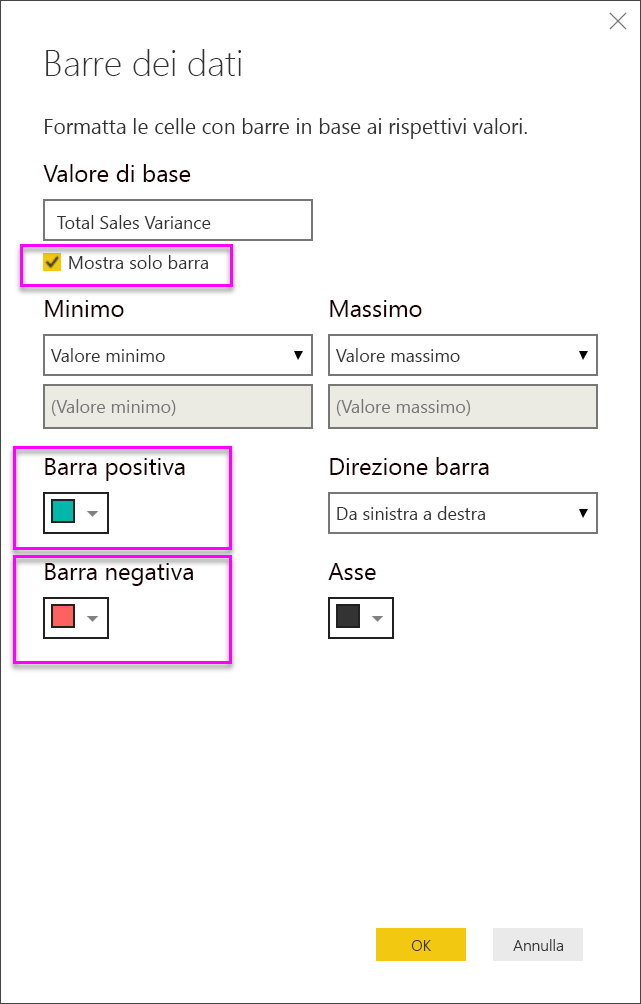 Barre dei dati
Formatta le celle con barre in base ai rispettivi valori.
Valore di base
Total Sales Variance
Mostra solo barra
Minimo
Massimo
Valore minimo
Valore massimo
(Valore minimo)
(Valore massimo)
Barra positiva
Direzione barra
Da sinistra a destra
Barra negativa
Asse
OK
Annulla